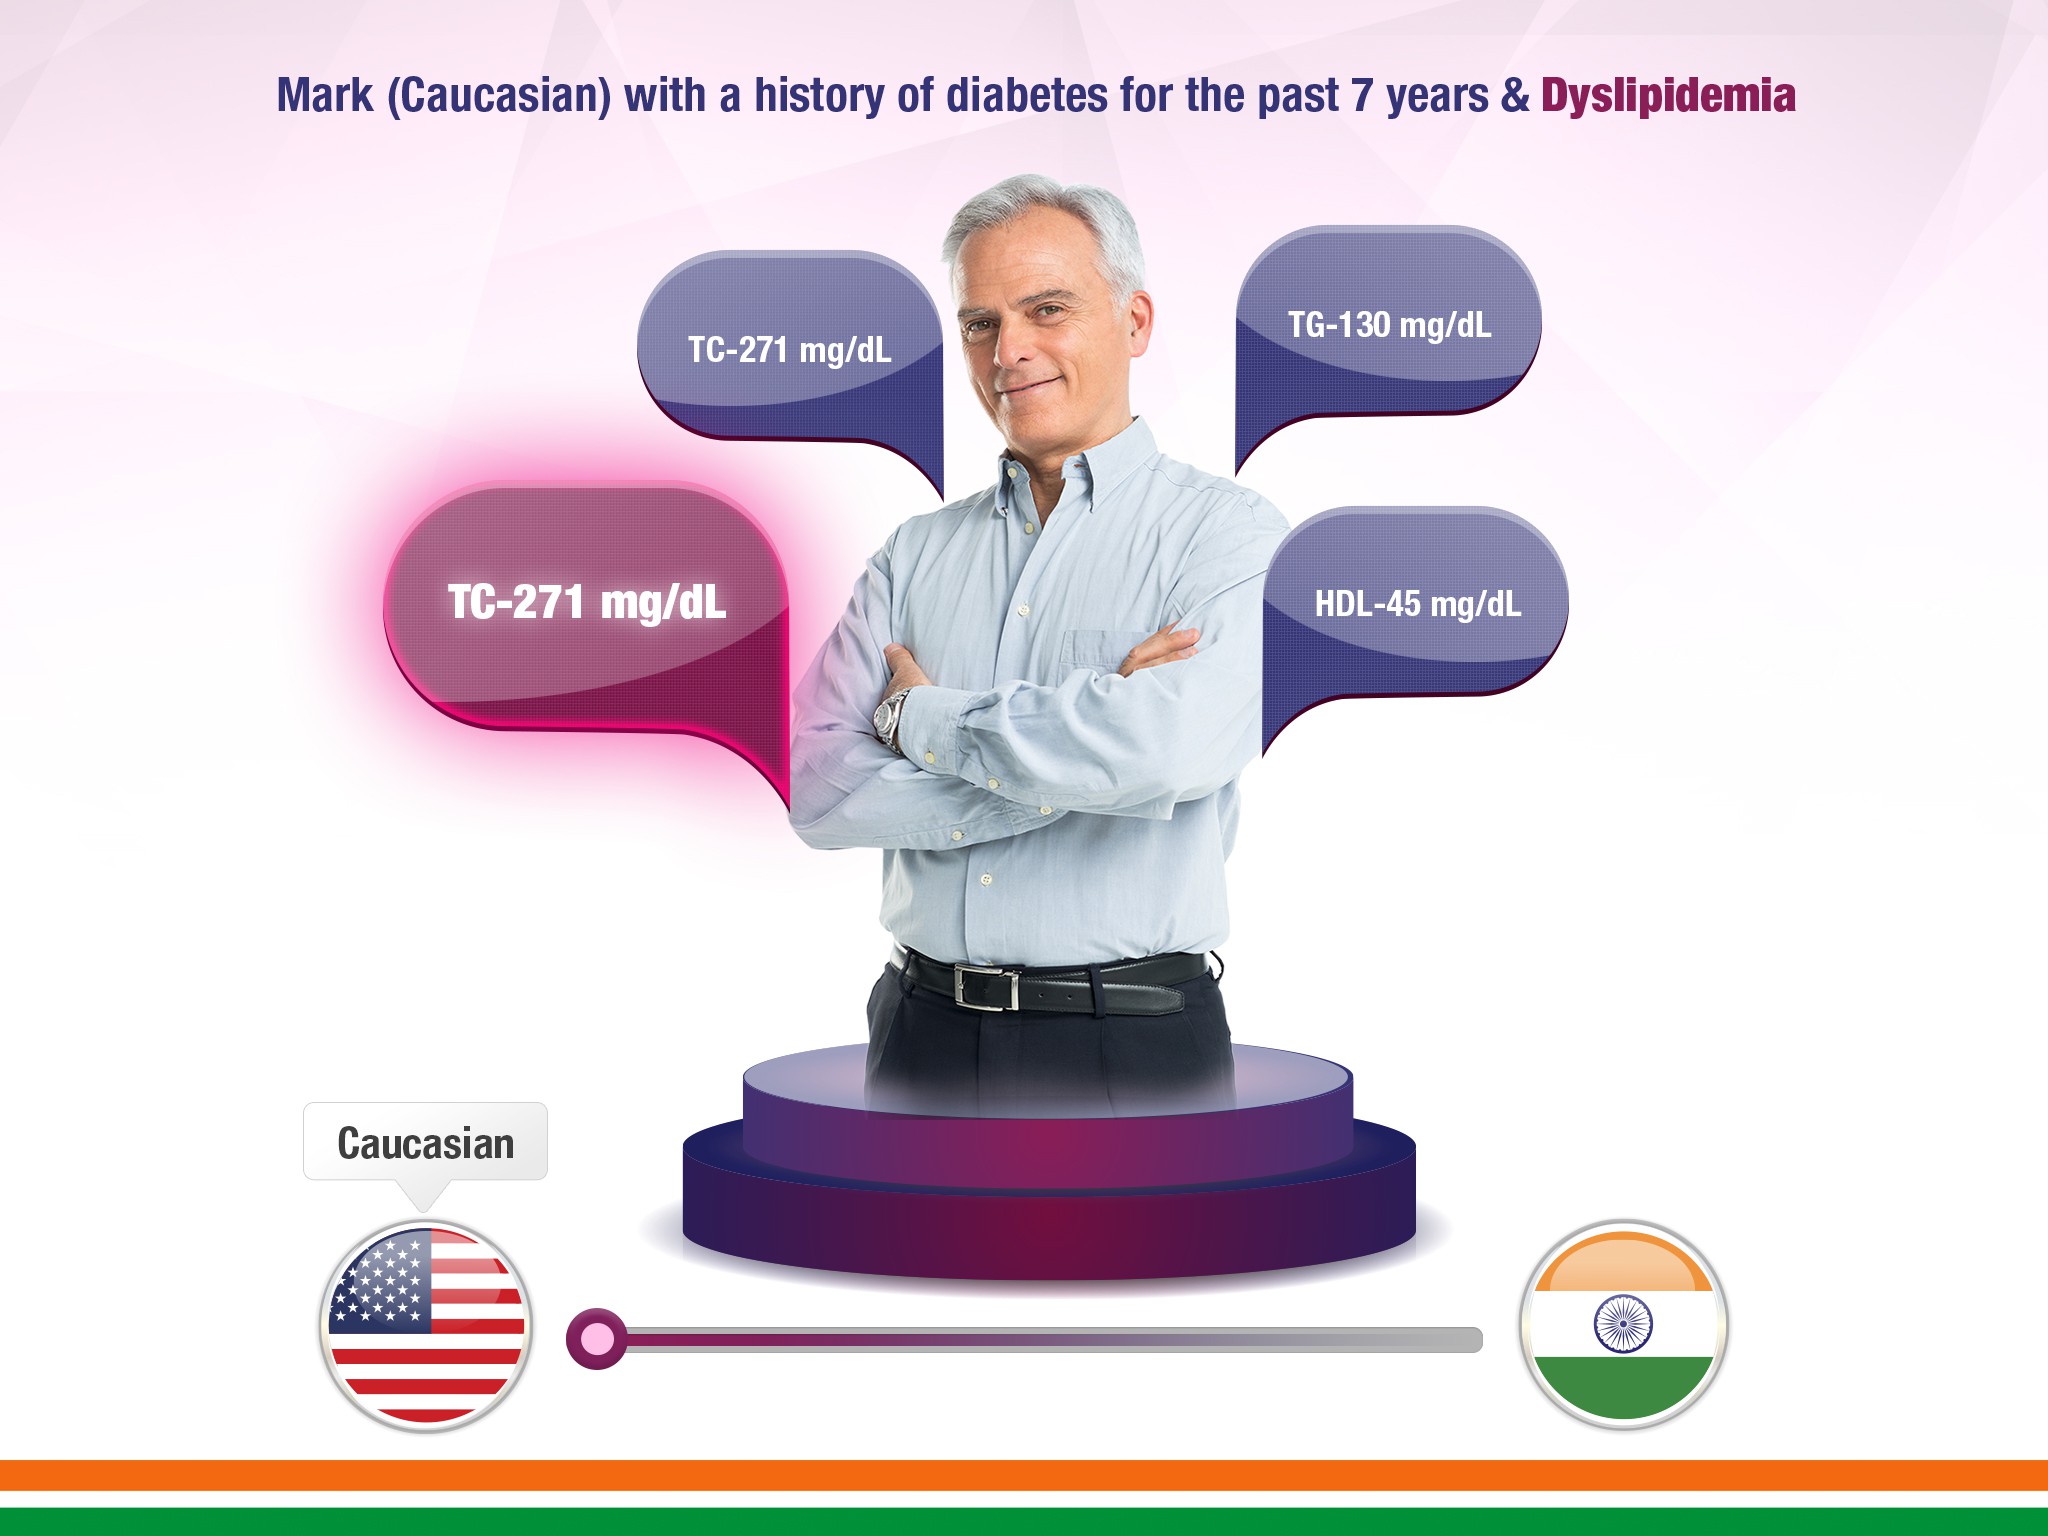 Mark (Caucasian) with a history of diabetes for the past 7 years & Dyslipidemia
TC-271 mg/dL
TG-130 mg/dL
TC-271 mg/dL
HDL-45 mg/dL
Caucasian